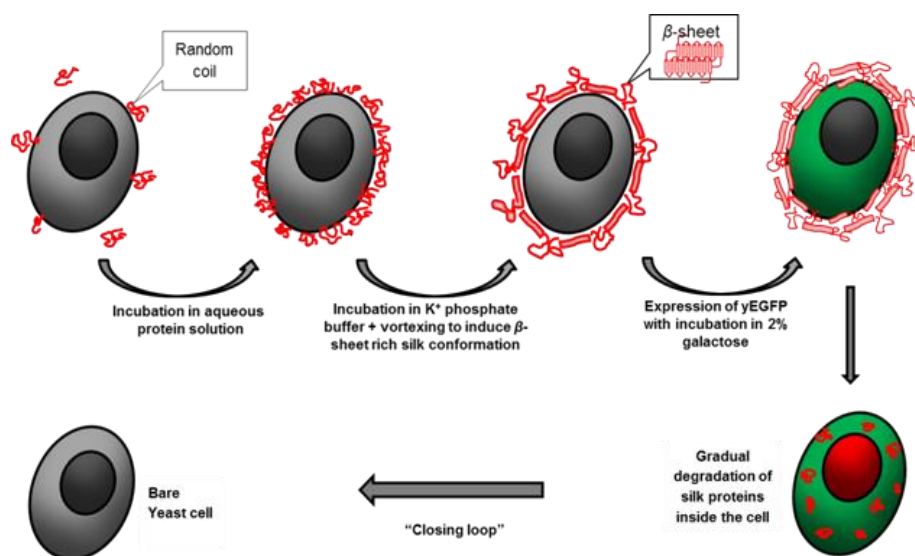 Random
coil
β-sheet
Incubation in aqueous
protein solution
Incubation in K⁺ phosphate
buffer + vortexing to induce β-
sheet rich silk conformation
Expression of yEGFP
with incubation in 2%
galactose
Bare
Yeast cell
"Closing loop"
Gradual
degradation of
silk proteins
inside the cell